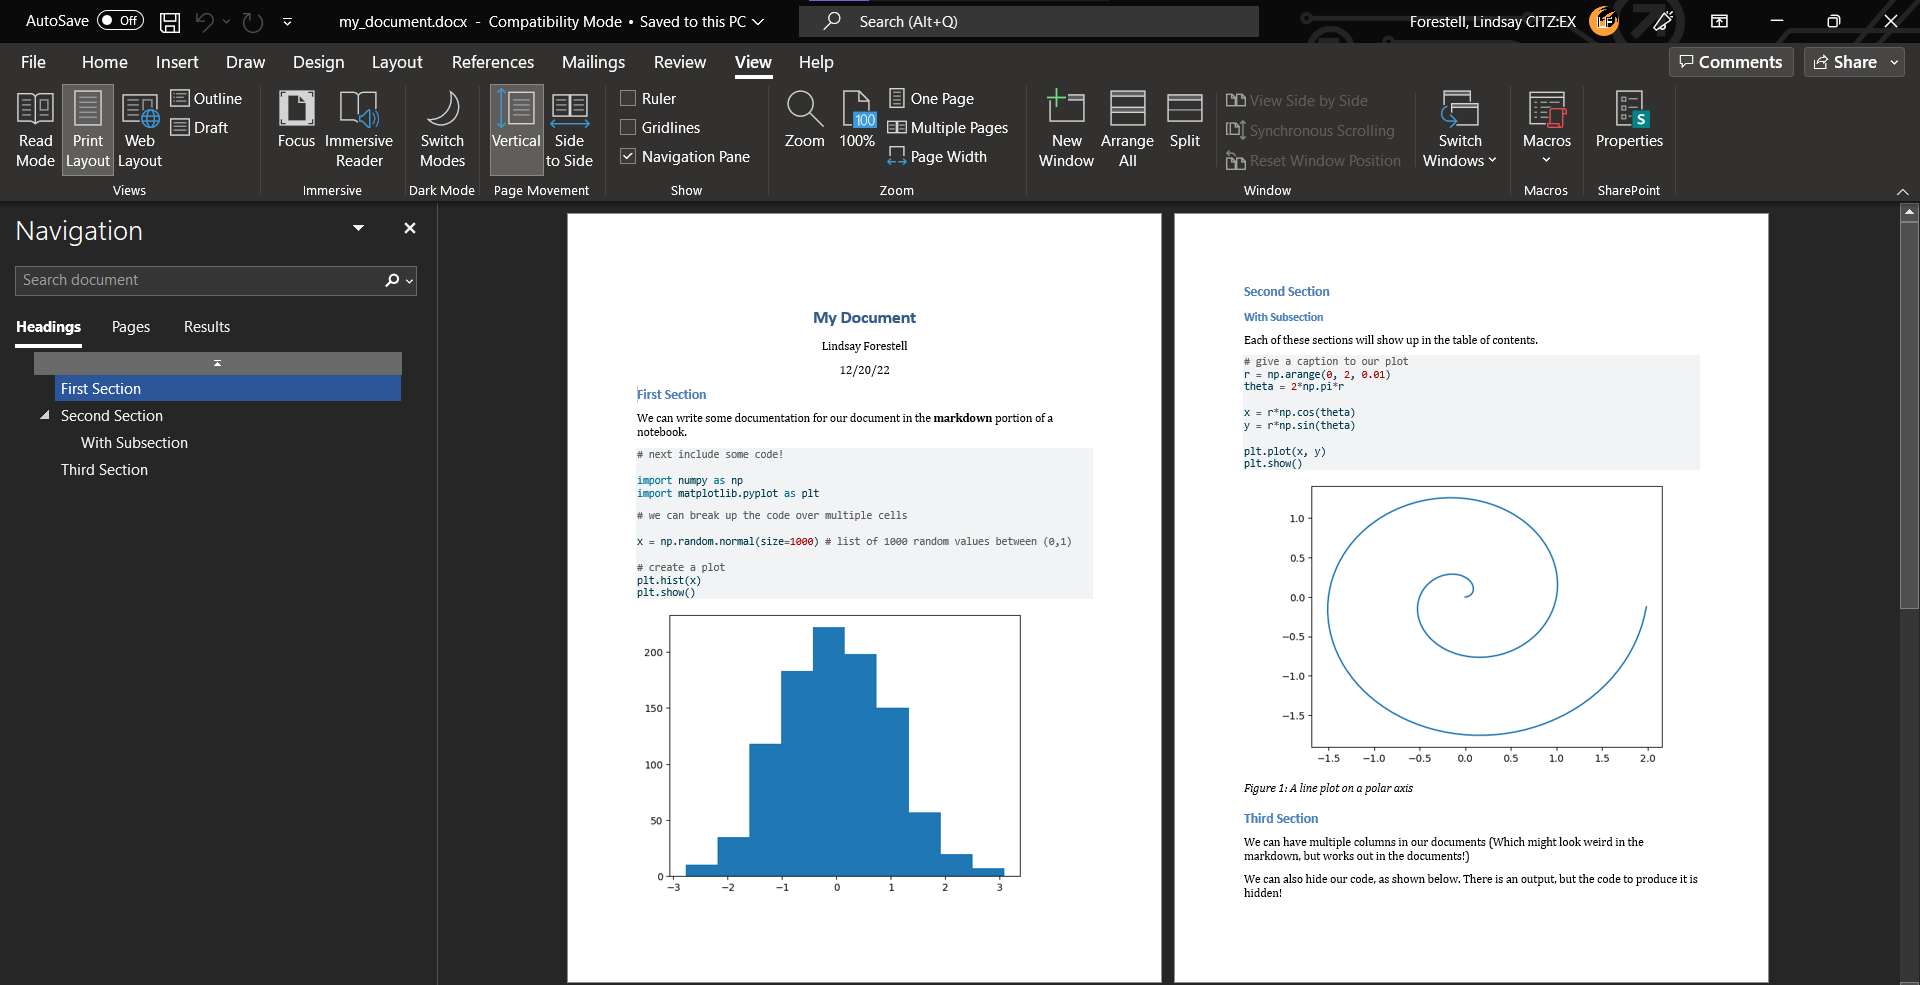 AutoSave Off my_document.docx - Compatibility Mode • Saved to this PC Search (Alt+Q) Forestell, Lindsay CITZ:EX
File Home Insert Draw Design Layout References Mailings Review View Help Comments Share
Read Mode
Print Layout
Web Layout
Outline
Draft
Views
Focus
Immersive Reader
Immersive
Switch Modes
Dark Mode
Vertical
Side to Side
Page Movement
Ruler
Gridlines
Navigation Pane
Show
Zoom
100
100%
One Page
Multiple Pages
Page Width
Zoom
New Window
Arrange All
Split
View Side by Side
Synchronous Scrolling
Reset Window Position
Switch Windows
Window
Macros
Macros
S
Properties
SharePoint
Navigation
Search document
Headings Pages Results
First Section
Second Section
With Subsection
Third Section
My Document
Lindsay Forestell
12/20/22
First Section
We can write some documentation for our document in the markdown portion of a
notebook.
# next include some code!
import numpy as np
import matplotlib.pyplot as plt
# we can break up the code over multiple cells
x = np.random.normal(size=1000) # list of 1000 random values between (0,1)
# create a plot
plt.hist(x)
plt.show()
200
150
100
50
0
−3 −2 −1 0 1 2 3
Second Section
With Subsection
Each of these sections will show up in the table of contents.
# give a caption to our plot
r = np.arange(0, 2, 0.01)
theta = 2*np.pi*r
x = r*np.cos(theta)
y = r*np.sin(theta)
plt.plot(x, y)
plt.show()
1.0
0.5
0.0
−0.5
−1.0
−1.5
−1.5 −1.0 −0.5 0.0 0.5 1.0 1.5 2.0
Figure 1: A line plot on a polar axis
Third Section
We can have multiple columns in our documents (Which might look weird in the
markdown, but works out in the documents!)
We can also hide our code, as shown below. There is an output, but the code to produce it is
hidden!